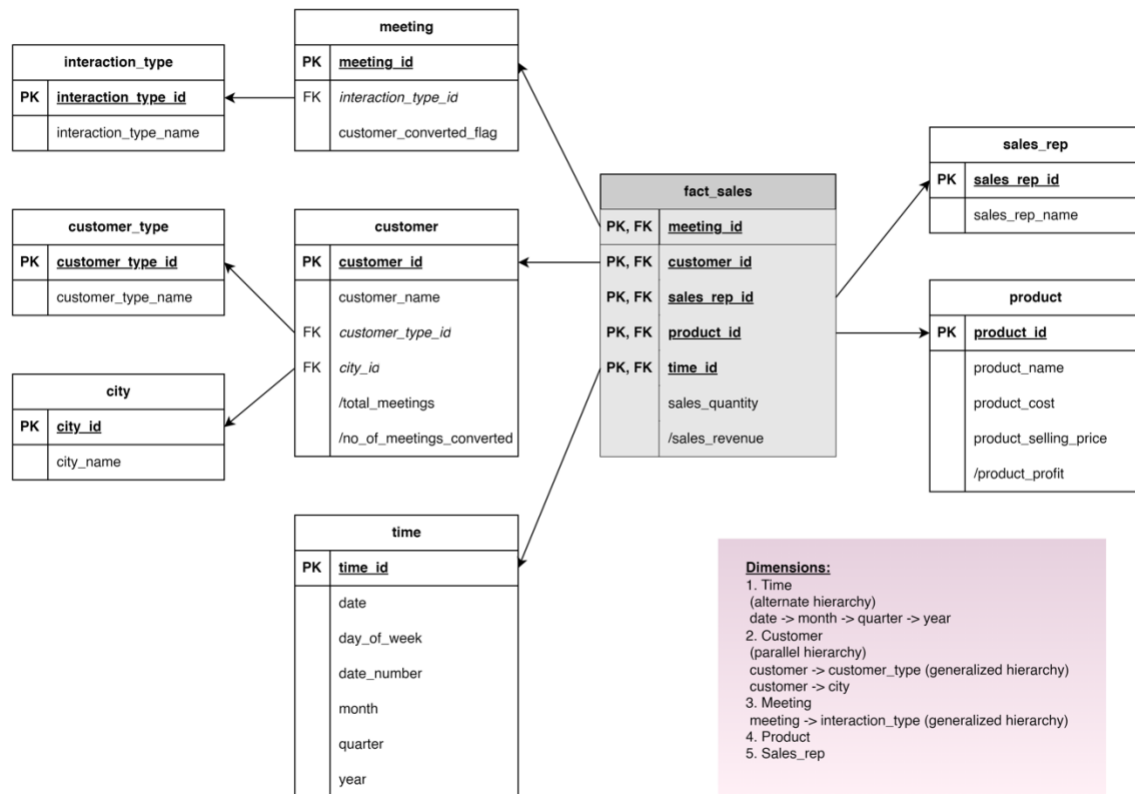 meeting
PK meeting_id
FK interaction_type_id
customer_converted_flag
interaction_type
PK interaction_type_id
interaction_type_name
sales_rep
PK sales_rep_id
sales_rep_name
fact_sales
PK, FK meeting_id
PK, FK customer_id
PK, FK sales_rep_id
PK, FK product_id
PK, FK time_id
sales_quantity
/sales_revenue
customer_type
PK customer_type_id
customer_type_name
customer
PK customer_id
customer_name
FK customer_type_id
FK city_id
/total_meetings
/no_of_meetings_converted
product
PK product_id
product_name
product_cost
product_selling_price
/product_profit
city
PK city_id
city_name
time
PK time_id
date
day_of_week
date_number
month
quarter
year
Dimensions:
1. Time
(alternate hierarchy)
date -> month -> quarter -> year
2. Customer
(parallel hierarchy)
customer -> customer_type (generalized hierarchy)
customer -> city
3. Meeting
meeting -> interaction_type (generalized hierarchy)
4. Product
5. Sales_rep